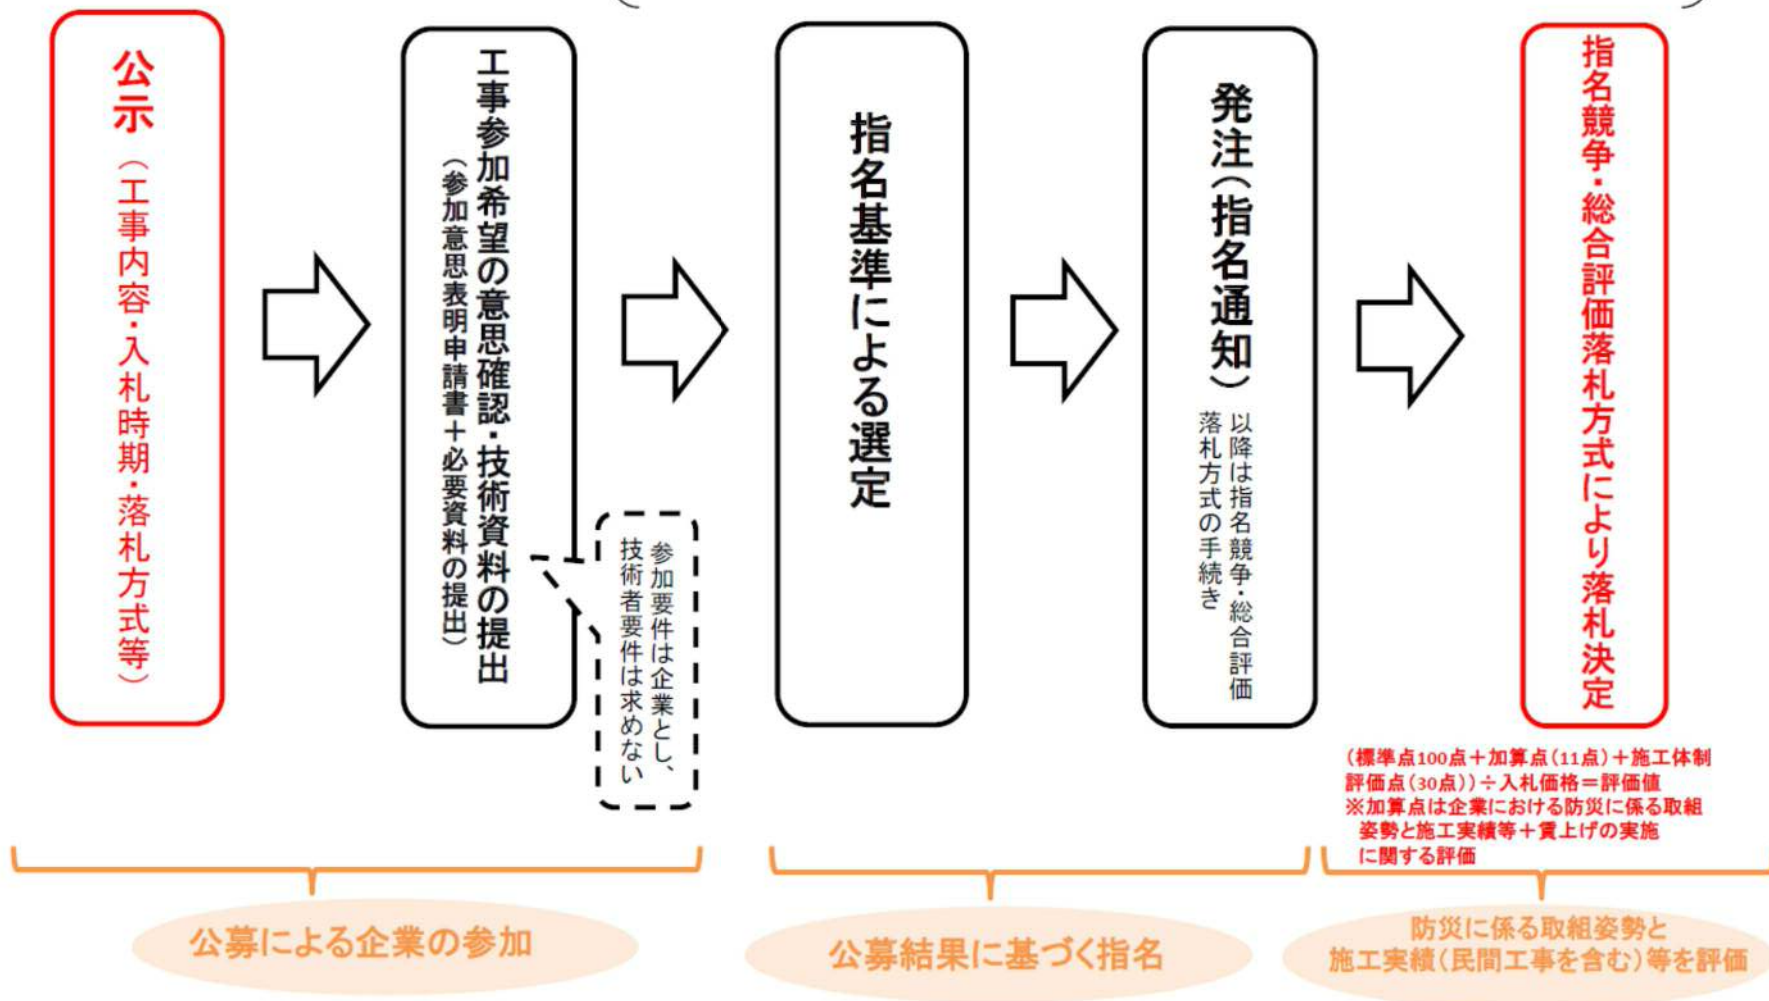 公示（工事内容・入札時期・落札方式等）
工事参加希望の意思確認・技術資料の提出
（参加意思表明申請書＋必要資料の提出）
参加要件は企業とし、
技術者要件は求めない
指名基準による選定
発注（指名通知）
以降は指名競争・総合評価
落札方式の手続き
指名競争・総合評価落札方式により落札決定
（標準点100点＋加算点（11点）＋施工体制
評価点（30点））÷入札価格＝評価値
※加算点は企業における防災に係る取組
姿勢と施工実績等＋賃上げの実施
に関する評価
公募による企業の参加
公募結果に基づく指名
防災に係る取組姿勢と
施工実績（民間工事を含む）等を評価